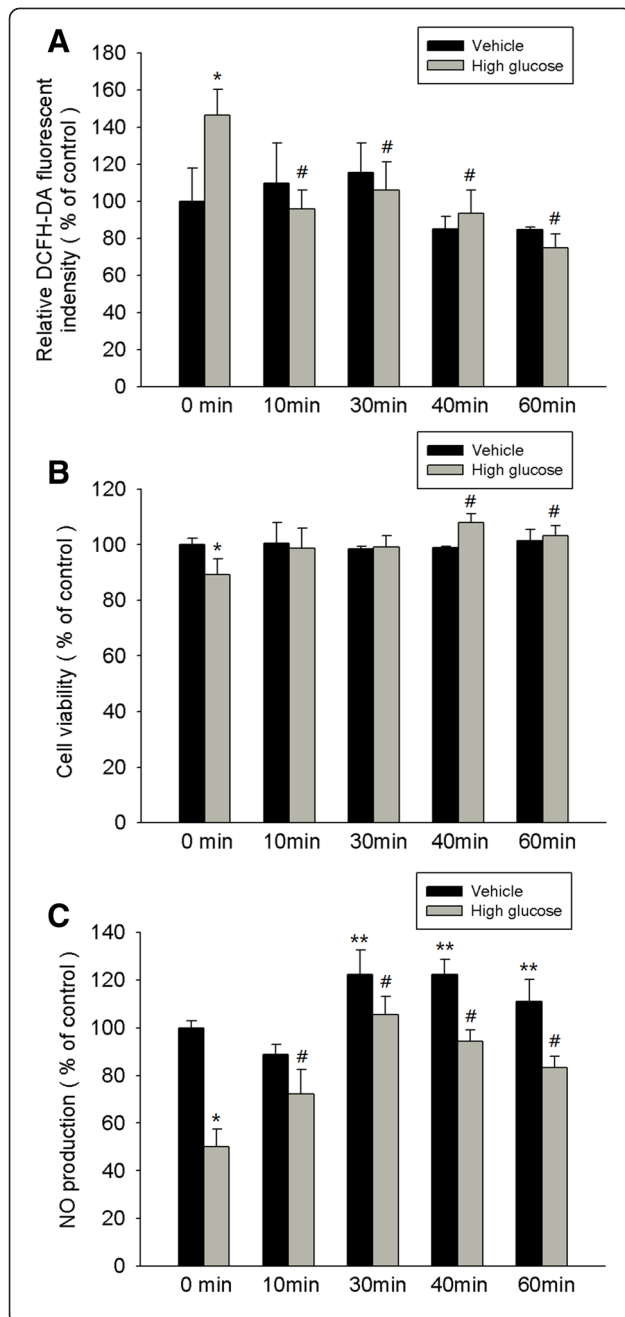 A
Vehicle
High glucose
Relative DCFH-DA fluorescent
indensity ( % of control )
180
160
140
120
100
80
60
40
20
0
*
#
#
#
#
0 min 10min 30min 40min 60min
B
Vehicle
High glucose
Cell viability ( % of control )
120
100
80
60
40
20
0
*
#
#
0 min 10min 30min 40min 60min
C
Vehicle
High glucose
NO production ( % of control )
140
120
100
80
60
40
20
0
*
#
**
#
**
#
**
#
0 min 10min 30min 40min 60min